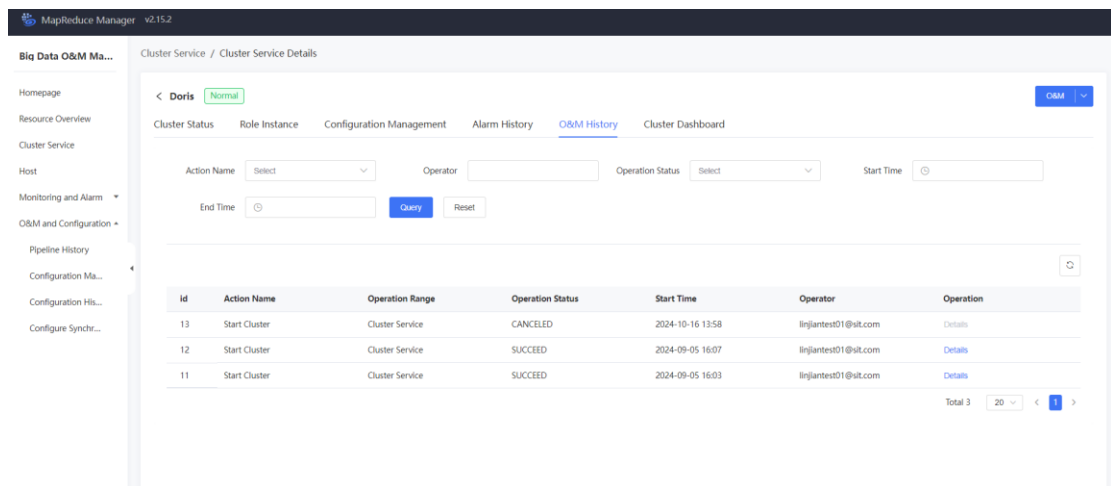 MapReduce Manager v2.15.2
Big Data O&M Ma...
Homepage
Resource Overview
Cluster Service
Host
Monitoring and Alarm
O&M and Configuration
Pipeline History
Configuration Ma...
Configuration His...
Configure Synchr...
Cluster Service / Cluster Service Details
Doris Normal
O&M
Cluster Status Role Instance Configuration Management Alarm History O&M History Cluster Dashboard
Action Name Select Operator Operation Status Select Start Time
End Time Query Reset
id Action Name Operation Range Operation Status Start Time Operator Operation
13 Start Cluster Cluster Service CANCELED 2024-10-16 13:58 linjiantest01@sit.com Details
12 Start Cluster Cluster Service SUCCEED 2024-09-05 16:07 linjiantest01@sit.com Details
11 Start Cluster Cluster Service SUCCEED 2024-09-05 16:03 linjiantest01@sit.com Details
Total 3 20 < 1 >